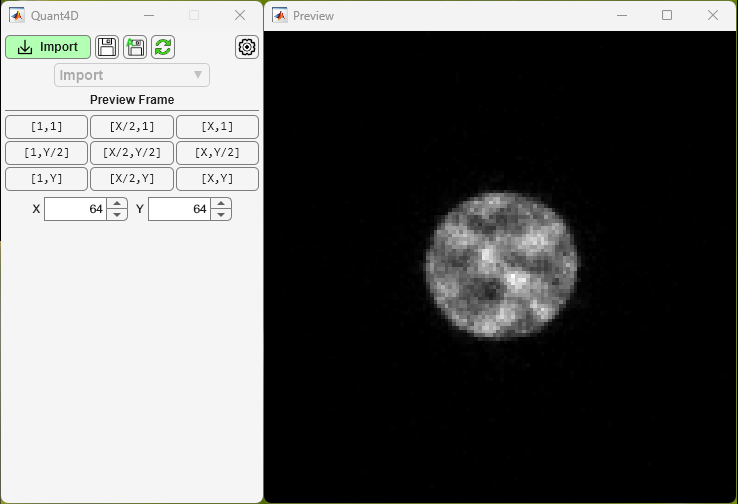 Quant4D
Preview
Import
Import
Preview Frame
[1,1] [X/2,1] [X,1]
[1,Y/2] [X/2,Y/2] [X,Y/2]
[1,Y] [X/2,Y] [X,Y]
X 64 Y 64